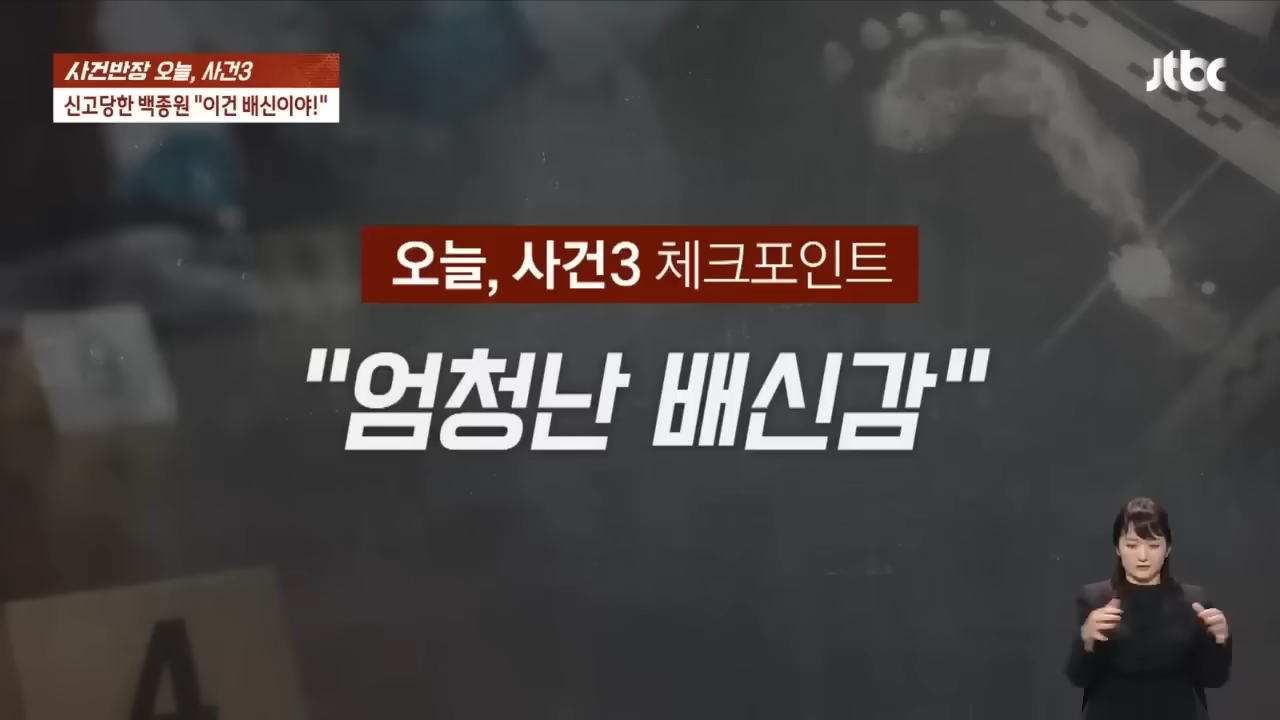 사건반장 오늘, 사건3
신고당한 백종원 "이건 배신이야!"
jtbc
오늘, 사건3 체크포인트
"엄청난 배신감"
4